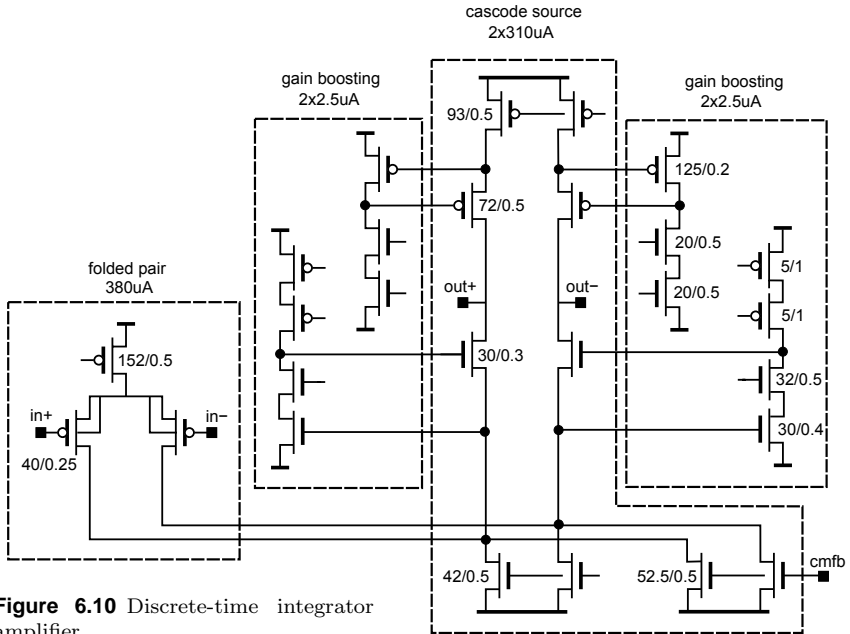 cascode source
2x310uA
gain boosting
2x2.5uA
gain boosting
2x2.5uA
93/0.5
125/0.2
72/0.5
20/0.5
5/1
folded pair
380uA
out+
out−
20/0.5
5/1
152/0.5
30/0.3
32/0.5
in+
in−
30/0.4
40/0.25
42/0.5
52.5/0.5
cmfb
Figure 6.10 Discrete-time integrator
amplifier